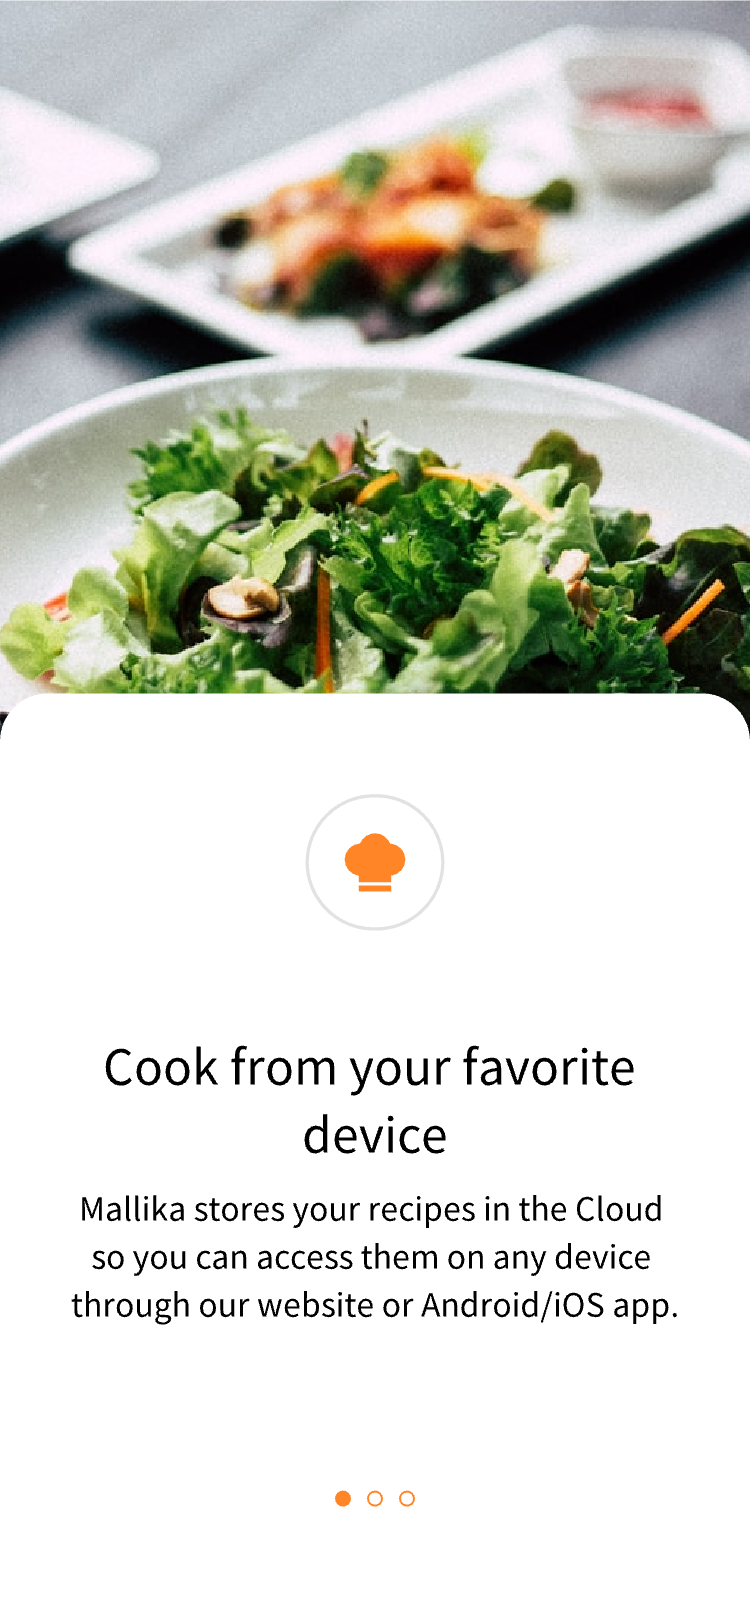 Cook from your favorite
device
Mallika stores your recipes in the Cloud
so you can access them on any device
through our website or Android/iOS app.